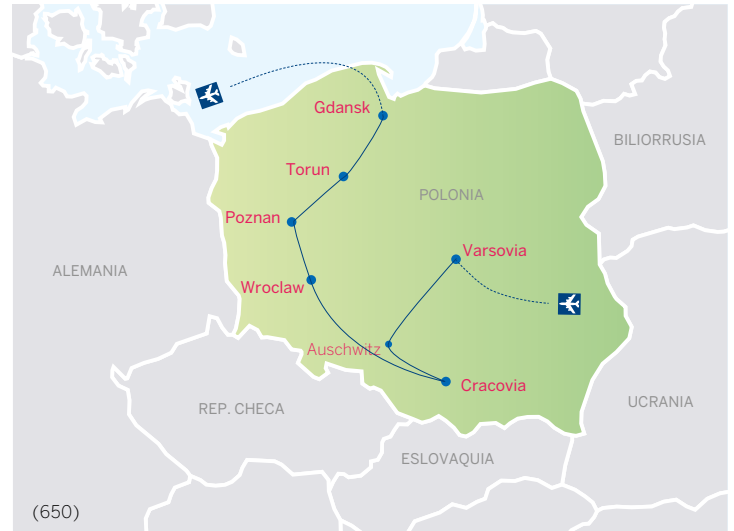 Gdansk
BILIORRUSIA
Torun
POLONIA
Poznan
Varsovia
ALEMANIA
Wroclaw
Auschwitz
Cracovia
UCRANIA
REP. CHECA
ESLOVAQUIA
(650)